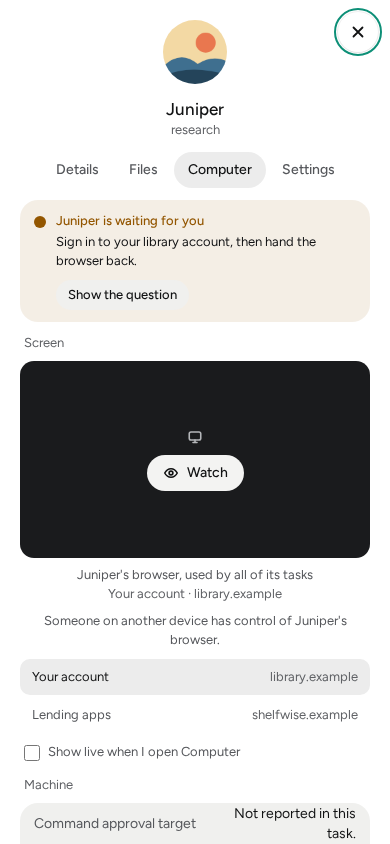 Juniper
research
Details Files Computer Settings
Juniper is waiting for you
Sign in to your library account, then hand the
browser back.
Show the question
Screen
Watch
Juniper's browser, used by all of its tasks
Your account · library.example
Someone on another device has control of Juniper's
browser.
Your account library.example
Lending apps shelfwise.example
Show live when I open Computer
Machine
Command approval target Not reported in this
task.